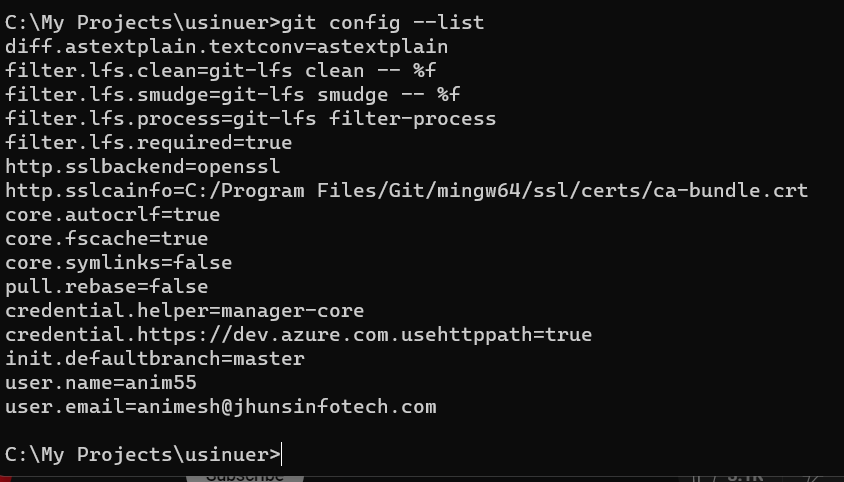 C:\My Projects\usinuer>git config --list
diff.astextplain.textconv=astextplain
filter.lfs.clean=git-lfs clean -- %f
filter.lfs.smudge=git-lfs smudge -- %f
filter.lfs.process=git-lfs filter-process
filter.lfs.required=true
http.sslbackend=openssl
http.sslcainfo=C:/Program Files/Git/mingw64/ssl/certs/ca-bundle.crt
core.autocrlf=true
core.fscache=true
core.symlinks=false
pull.rebase=false
credential.helper=manager-core
credential.https://dev.azure.com.usehttppath=true
init.defaultbranch=master
user.name=anim55
user.email=animesh@jhunsinfotech.com
C:\My Projects\usinuer>
Subscribe